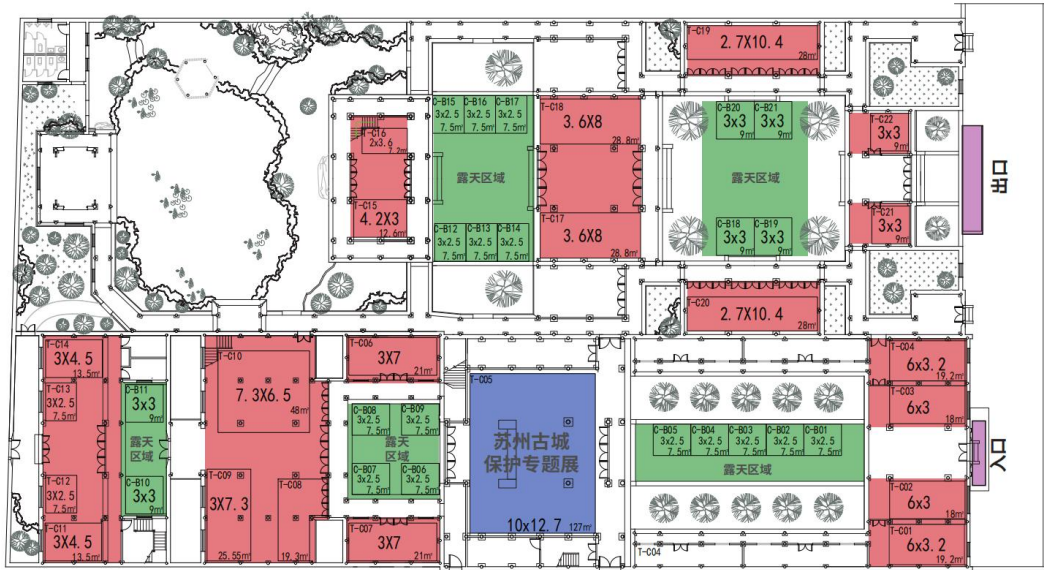 T-C19
2.7X10.4
28㎡
C-B15 C-B16 C-B17
3x2.5 3x2.5 3x2.5
7.5㎡ 7.5㎡ 7.5㎡
T-C18
3.6X8
28.8㎡
C-B20 C-B21
3x3 3x3
9㎡ 9㎡
T-C22
3x3
9㎡
T-C16
2x3.6
7.2㎡
露天区域
露天区域
出口
T-C15
4.2X3
12.6㎡
C-B12 C-B13 C-B14
3x2.5 3x2.5 3x2.5
7.5㎡ 7.5㎡ 7.5㎡
T-C17
3.6X8
28.8㎡
C-B18 C-B19
3x3 3x3
9㎡ 9㎡
T-C21
3x3
9㎡
T-C20
2.7X10.4
28㎡
T-C14
3X4.5
13.5㎡
T-C10
7.3X6.5
48㎡
T-C06
3X7
21㎡
T-C05
苏州古城
保护专题展
10x12.7 127㎡
T-C04
6x3.2
19.2㎡
T-C13
3X2.5
7.5㎡
C-B11
3x3
9㎡
露天
区域
C-B10
3x3
9㎡
C-B08 C-B09
3x2.5 3x2.5
7.5㎡ 7.5㎡
露天
区域
C-B07 C-B06
3x2.5 3x2.5
7.5㎡ 7.5㎡
T-C03
6x3
18㎡
C-B05 C-B04 C-B03 C-B02 C-B01
3x2.5 3x2.5 3x2.5 3x2.5 3x2.5
7.5㎡ 7.5㎡ 7.5㎡ 7.5㎡ 7.5㎡
露天区域
入口
T-C12
3X2.5
7.5㎡
T-C09
3X7.3
25.55㎡
T-C08
19.3㎡
T-C02
6x3
18㎡
T-C11
3X4.5
13.5㎡
T-C07
3X7
21㎡
T-C04
T-C01
6x3.2
19.2㎡